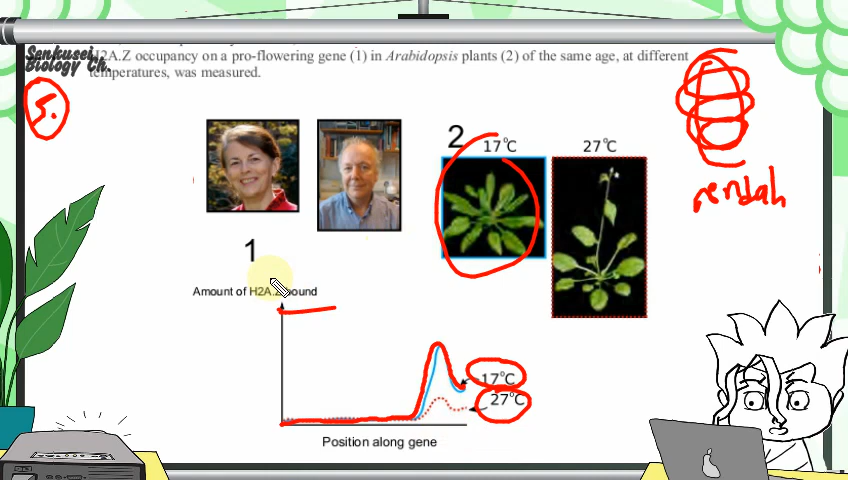 Senkusei
Biology Ch.
H2A.Z occupancy on a pro-flowering gene (1) in Arabidopsis plants (2) of the same age, at different
temperatures, was measured.
5.
2
17°C
27°C
rendah
1
Amount of H2A.Z bound
17°C
27°C
Position along gene